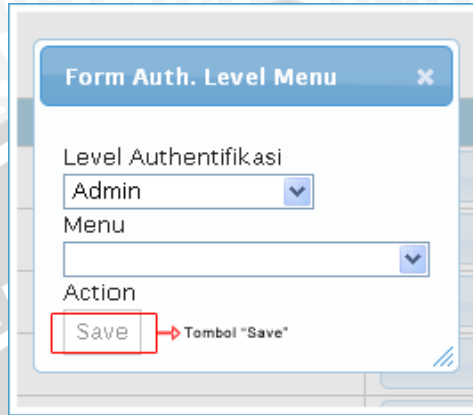 Form Auth. Level Menu
Level Authentifikasi
Admin
Menu
Action
Save
Tombol "Save"